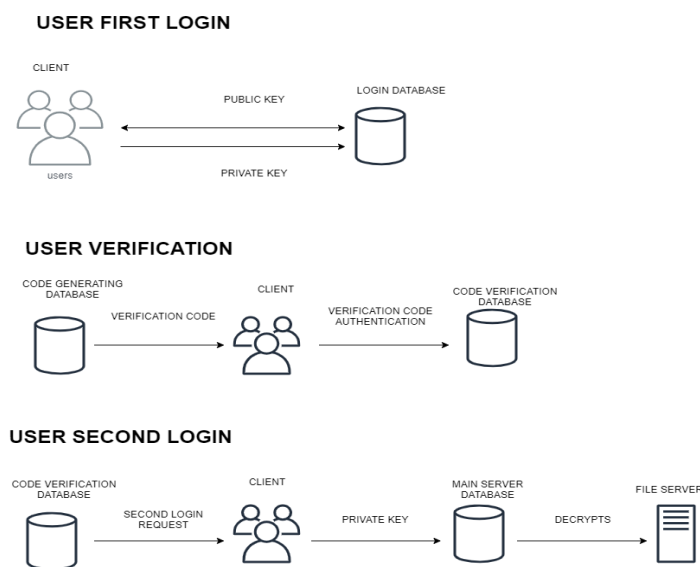 USER FIRST LOGIN
CLIENT
PUBLIC KEY
LOGIN DATABASE
PRIVATE KEY
users
USER VERIFICATION
CODE GENERATING
DATABASE
VERIFICATION CODE
CLIENT
VERIFICATION CODE
AUTHENTICATION
CODE VERIFICATION
DATABASE
USER SECOND LOGIN
CODE VERIFICATION
DATABASE
SECOND LOGIN
REQUEST
CLIENT
PRIVATE KEY
MAIN SERVER
DATABASE
DECRYPTS
FILE SERVER